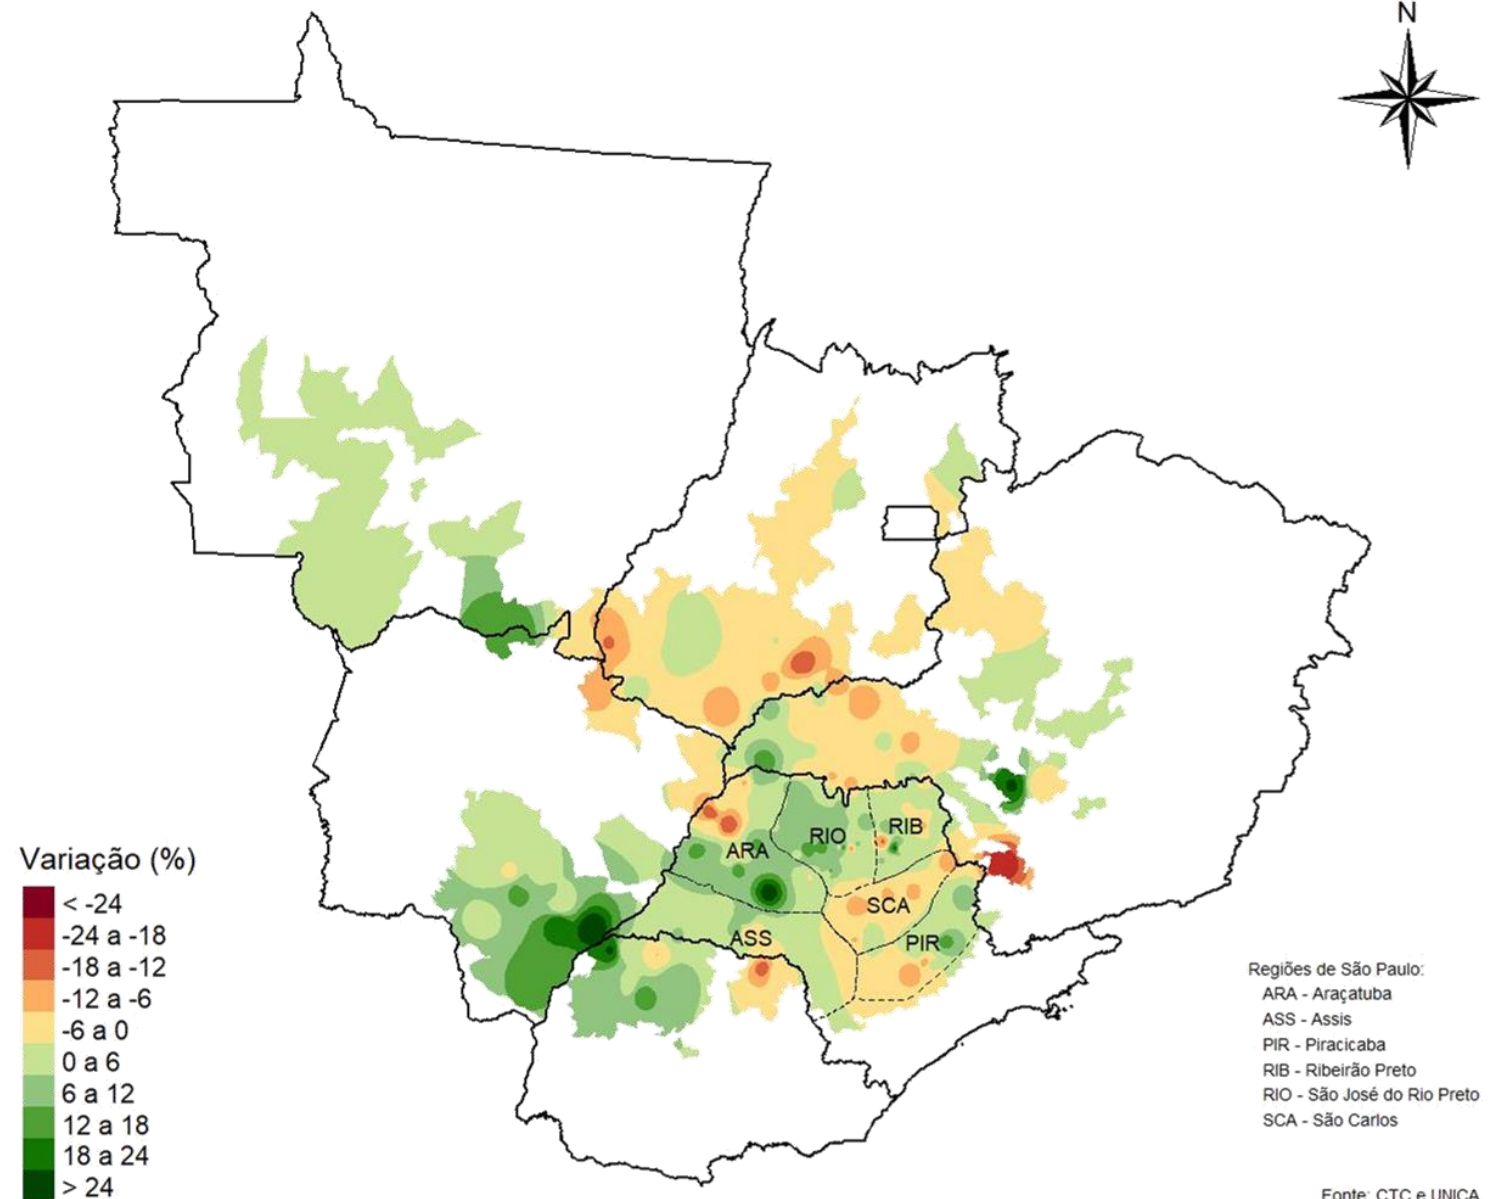 N
RIO
RIB
ARA
SCA
ASS
PIR
Variação (%)
< -24
-24 a -18
-18 a -12
-12 a -6
-6 a 0
0 a 6
6 a 12
12 a 18
18 a 24
> 24
Regiões de São Paulo:
ARA - Araçatuba
ASS - Assis
PIR - Piracicaba
RIB - Ribeirão Preto
RIO - São José do Rio Preto
SCA - São Carlos
Fonte: CTC e UNICA